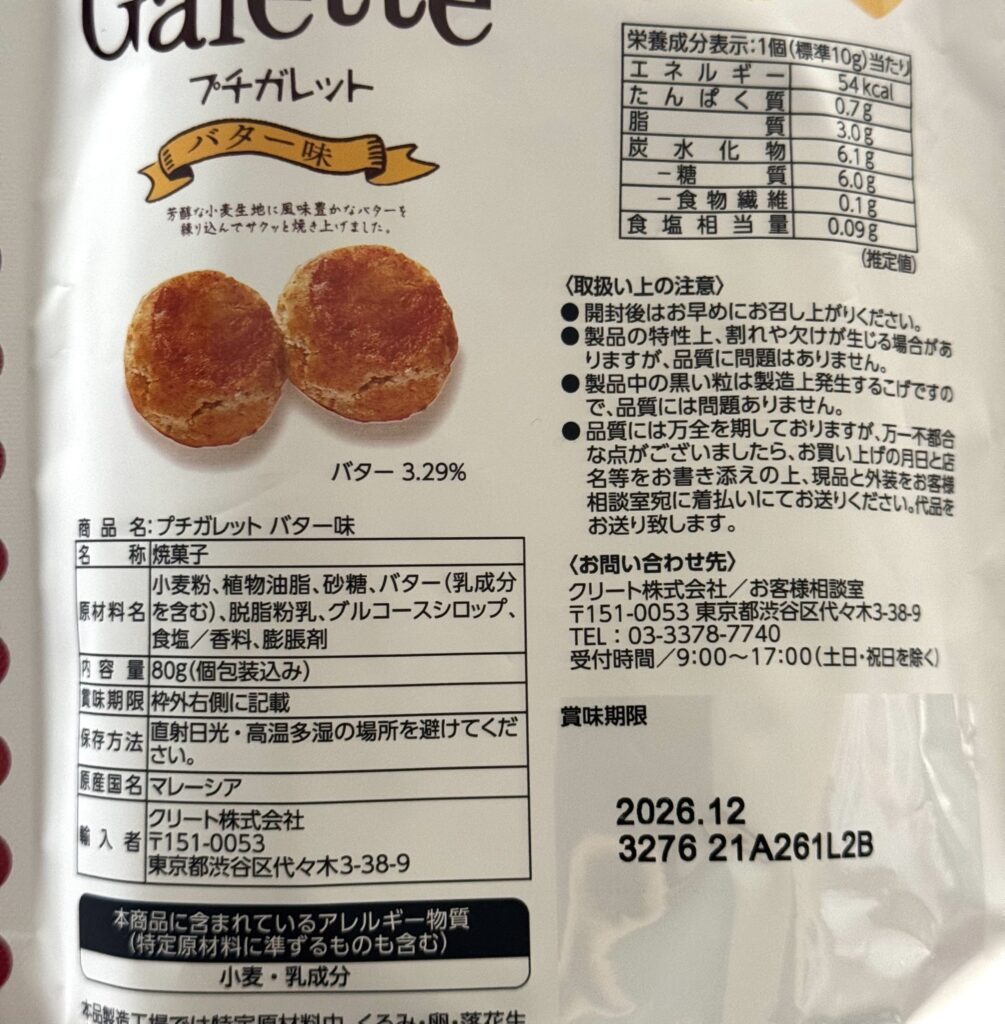 Galette
プチガレット
バター味
芳醇な小麦生地に風味豊かなバターを
練り込んでサクッと焼き上げました。
バター 3.29%
商品名:プチガレット バター味
名称 焼菓子
原材料名 小麦粉、植物油脂、砂糖、バター(乳成分
を含む)、脱脂粉乳、グルコースシロップ、
食塩/香料、膨脹剤
内容量 80g(個包装込み)
賞味期限 枠外右側に記載
保存方法 直射日光・高温多湿の場所を避けてくだ
さい。
原産国名 マレーシア
輸入者 クリート株式会社
〒151-0053
東京都渋谷区代々木3-38-9
本商品に含まれているアレルギー物質
(特定原材料に準ずるものも含む)
小麦・乳成分
本品製造工場では特定原材料中、くるみ・卵・落花生
栄養成分表示:1個(標準10g)当たり
エネルギー 54kcal
たんぱく質 0.7g
脂質 3.0g
炭水化物 6.1g
-糖質 6.0g
-食物繊維 0.1g
食塩相当量 0.09g
(推定値)
〈取扱い上の注意〉
●開封後はお早めにお召し上がりください。
●製品の特性上、割れや欠けが生じる場合があ
りますが、品質に問題はありません。
●製品中の黒い粒は製造上発生するこげですの
で、品質には問題ありません。
●品質には万全を期しておりますが、万一不都合
な点がございましたら、お買い上げの月日と店
名等をお書き添えの上、現品と外装をお客様
相談室宛に着払いにてお送りください。代品を
お送り致します。
〈お問い合わせ先〉
クリート株式会社/お客様相談室
〒151-0053 東京都渋谷区代々木3-38-9
TEL:03-3378-7740
受付時間/9:00~17:00(土日・祝日を除く)
賞味期限
2026.12
3276 21A261L2B